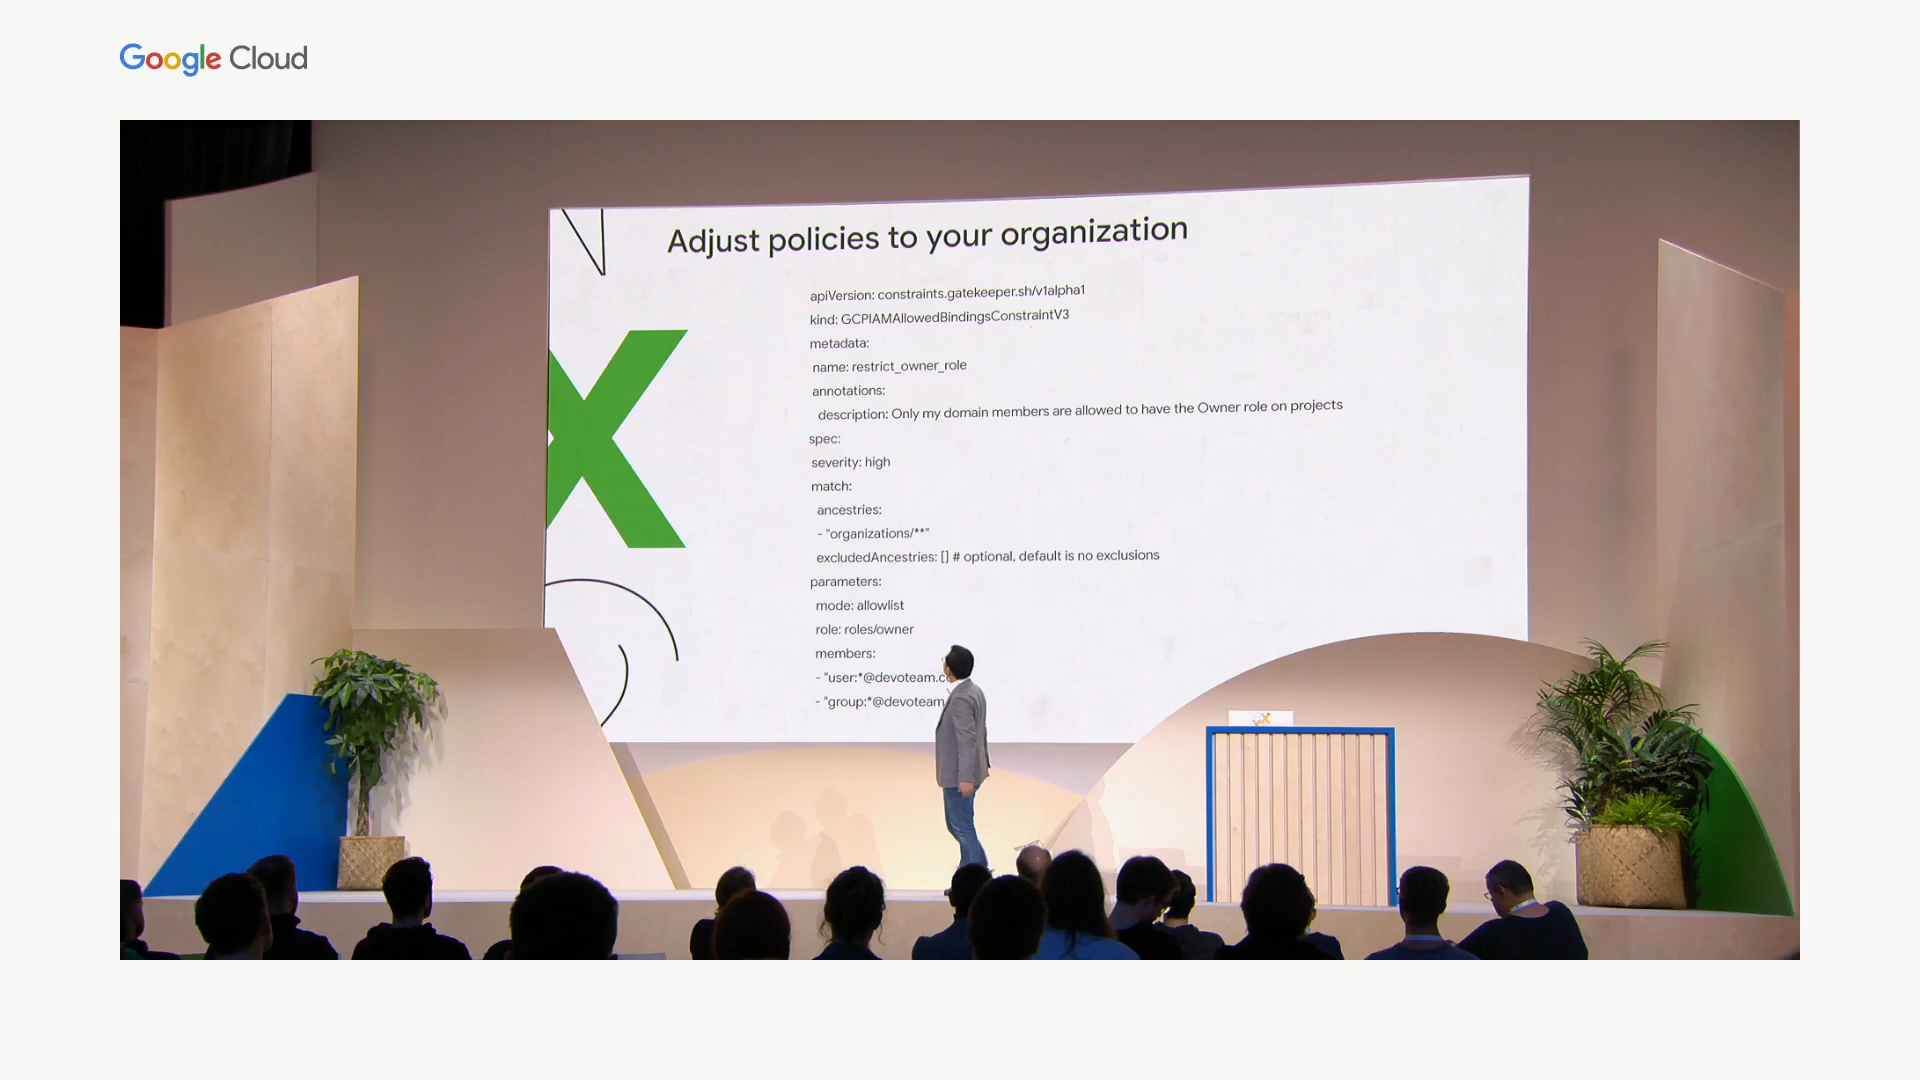 Google Cloud
Adjust policies to your organization
apiVersion: constraints.gatekeeper.sh/v1alpha1
kind: GCPIAMAllowedBindingsConstraintV3
metadata:
name: restrict_owner_role
annotations:
description: Only my domain members are allowed to have the Owner role on projects
spec:
severity: high
match:
ancestries:
- "organizations/**"
excludedAncestries: [] # optional, default is no exclusions
parameters:
mode: allowlist
role: roles/owner
members:
- "user:*@devoteam.c
- "group:*@devoteam
X